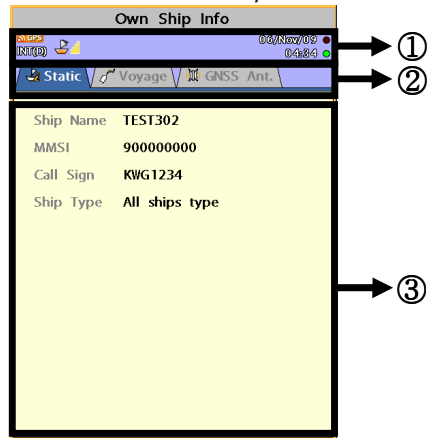 Own Ship Info
GPS 06/Nov/09
INT(D) 04:34
①
Static Voyage GNSS Ant.
②
Ship Name TEST302
MMSI 900000000
Call Sign KWG1234
Ship Type All ships type
③